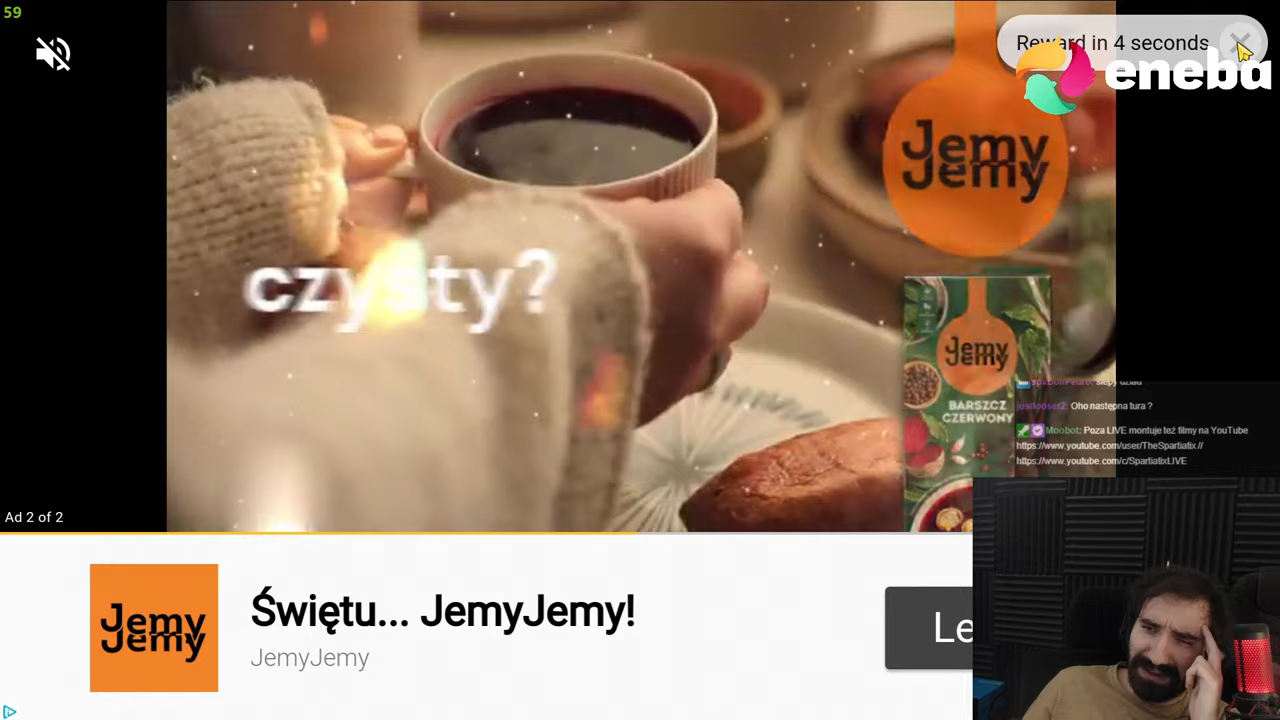 59
Reward in 4 seconds
eneba
Jemy
Jemy
czysty?
Jemy
Jemy
BARSZCZ
CZERWONY
jusilooser2: Oho następna tura ?
Moobot: Poza LIVE montuje też filmy na YouTube
https://www.youtube.com/user/TheSpartiatix //
https://www.youtube.com/c/SpartiatixLIVE
Ad 2 of 2
Jemy
Jemy
Świętu... JemyJemy!
JemyJemy
Le